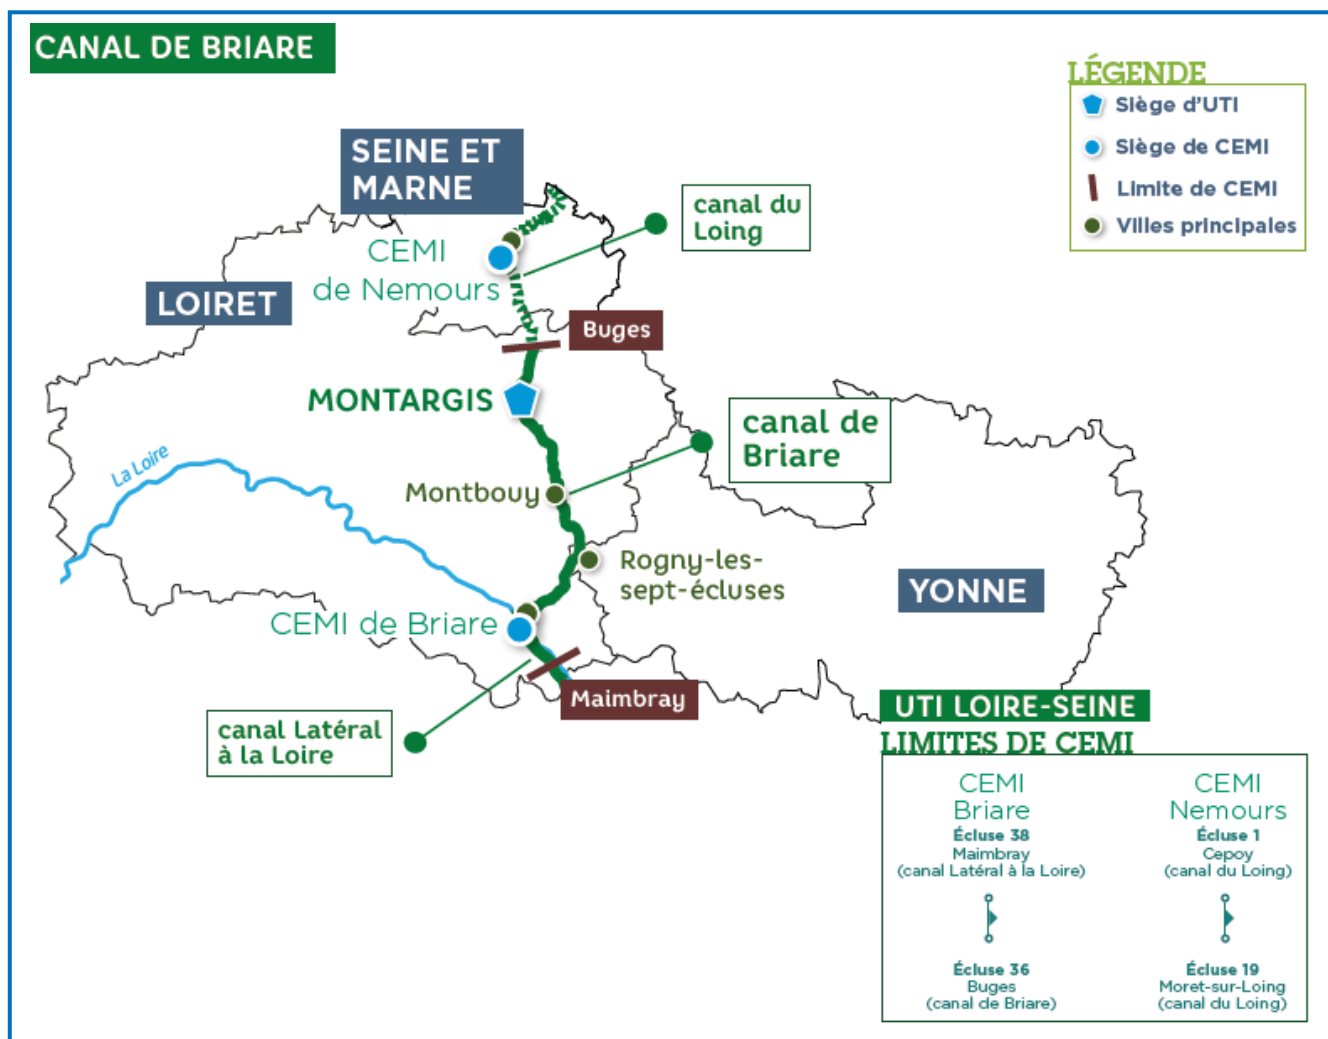 CANAL DE BRIARE
LÉGENDE
Siège d'UTI
Siège de CEMI
Limite de CEMI
Villes principales
SEINE ET
MARNE
canal du
Loing
CEMI
de Nemours
LOIRET
Buges
MONTARGIS
canal de
Briare
La Loire
Montbouy
Rogny-les-
sept-écluses
YONNE
CEMI de Briare
Maimbray
canal Latéral
à la Loire
UTI LOIRE-SEINE
LIMITES DE CEMI
CEMI
Briare
Écluse 38
Maimbray
(canal Latéral à la Loire)
Écluse 36
Buges
(canal de Briare)
CEMI
Nemours
Écluse 1
Cepoy
(canal du Loing)
Écluse 19
Moret-sur-Loing
(canal du Loing)